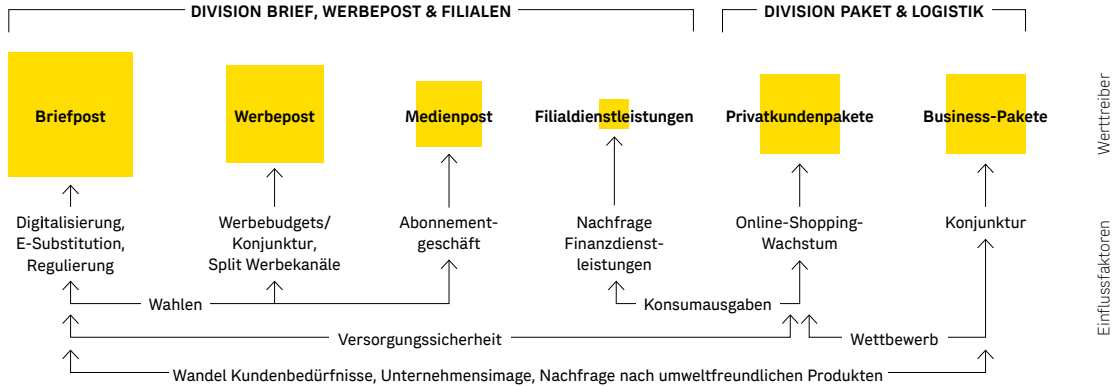 DIVISION BRIEF, WERBEPOST & FILIALEN
DIVISION PAKET & LOGISTIK
Briefpost
Werbepost
Medienpost
Filialdienstleistungen
Privatkundenpakete
Business-Pakete
Werttreiber
Digitalisierung,
E-Substitution,
Regulierung
Werbebudgets/
Konjunktur,
Split Werbekanäle
Abonnement-
geschäft
Nachfrage
Finanzdienst-
leistungen
Online-Shopping-
Wachstum
Konjunktur
Einflussfaktoren
Wahlen
Konsumausgaben
Versorgungssicherheit
Wettbewerb
Wandel Kundenbedürfnisse, Unternehmensimage, Nachfrage nach umweltfreundlichen Produkten